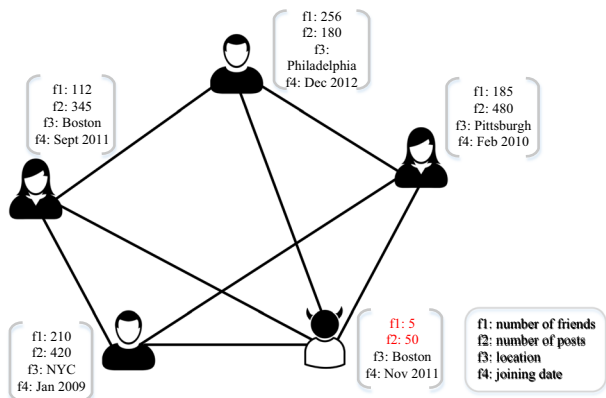 f1: 256
f2: 180
f3:
Philadelphia
f4: Dec 2012
f1: 112
f2: 345
f3: Boston
f4: Sept 2011
f1: 185
f2: 480
f3: Pittsburgh
f4: Feb 2010
f1: 210
f2: 420
f3: NYC
f4: Jan 2009
f1: 5
f2: 50
f3: Boston
f4: Nov 2011
f1: number of friends
f2: number of posts
f3: location
f4: joining date